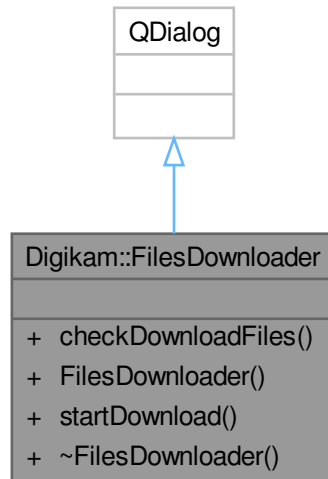 QDialog
Digikam::FilesDownloader
+ checkDownloadFiles()
+ FilesDownloader()
+ startDownload()
+ ~FilesDownloader()